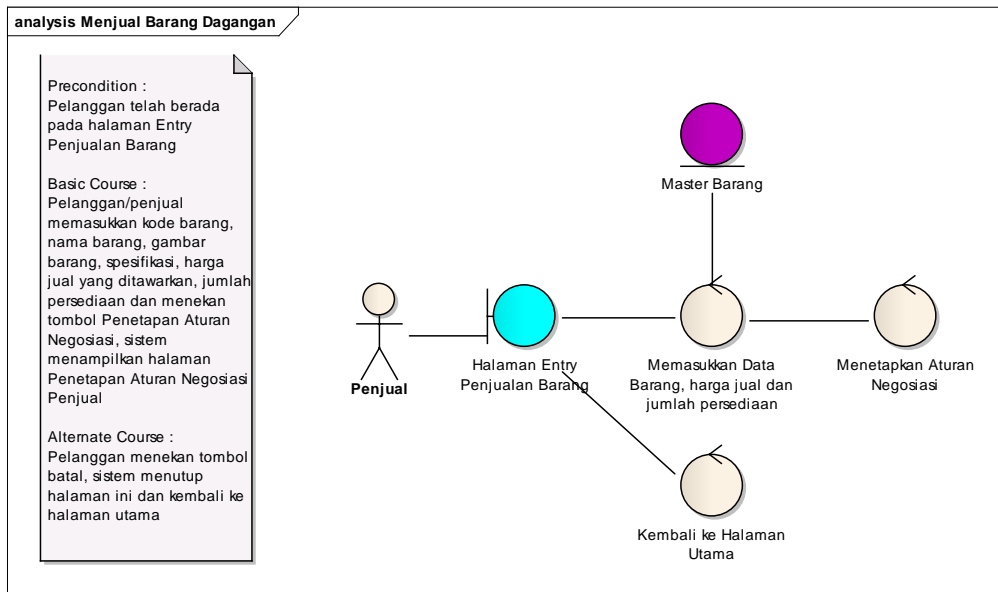 analysis Menjual Barang Dagangan
Precondition :
Pelanggan telah berada
pada halaman Entry
Penjualan Barang
Basic Course :
Pelanggan/penjual
memasukkan kode barang,
nama barang, gambar
barang, spesifikasi, harga
jual yang ditawarkan, jumlah
persediaan dan menekan
tombol Penetapan Aturan
Negosiasi, sistem
menampilkan halaman
Penetapan Aturan Negosiasi
Penjual
Alternate Course :
Pelanggan menekan tombol
batal, sistem menutup
halaman ini dan kembali ke
halaman utama
Master Barang
Penjual
Halaman Entry
Penjualan Barang
Memasukkan Data
Barang, harga jual dan
jumlah persediaan
Menetapkan Aturan
Negosiasi
Kembali ke Halaman
Utama